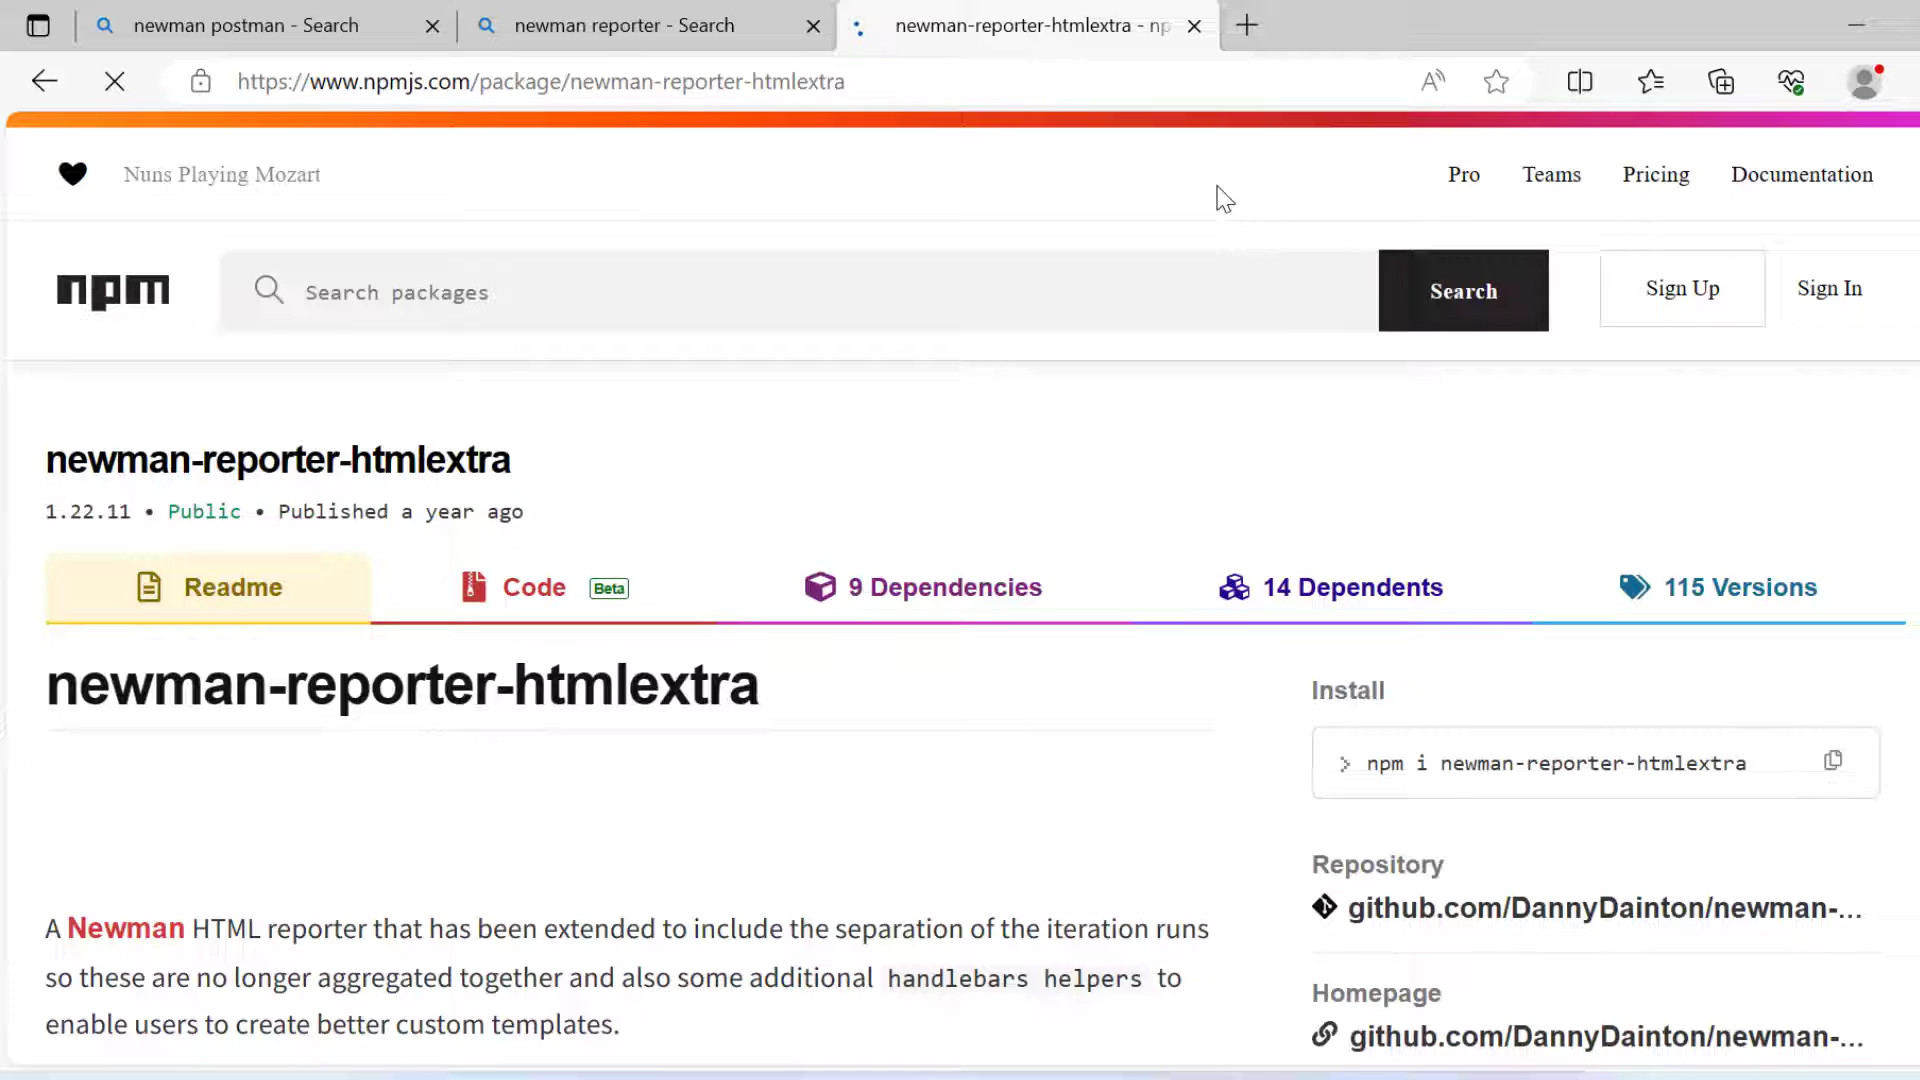 newman postman - Search
newman reporter - Search
newman-reporter-htmlextra - np
https://www.npmjs.com/package/newman-reporter-htmlextra
Nuns Playing Mozart
Pro
Teams
Pricing
Documentation
npm
Search packages
Search
Sign Up
Sign In
newman-reporter-htmlextra
1.22.11 • Public • Published a year ago
Readme
Code Beta
9 Dependencies
14 Dependents
115 Versions
newman-reporter-htmlextra
A Newman HTML reporter that has been extended to include the separation of the iteration runs
so these are no longer aggregated together and also some additional handlebars helpers to
enable users to create better custom templates.
Install
> npm i newman-reporter-htmlextra
Repository
github.com/DannyDainton/newman-...
Homepage
github.com/DannyDainton/newman-...